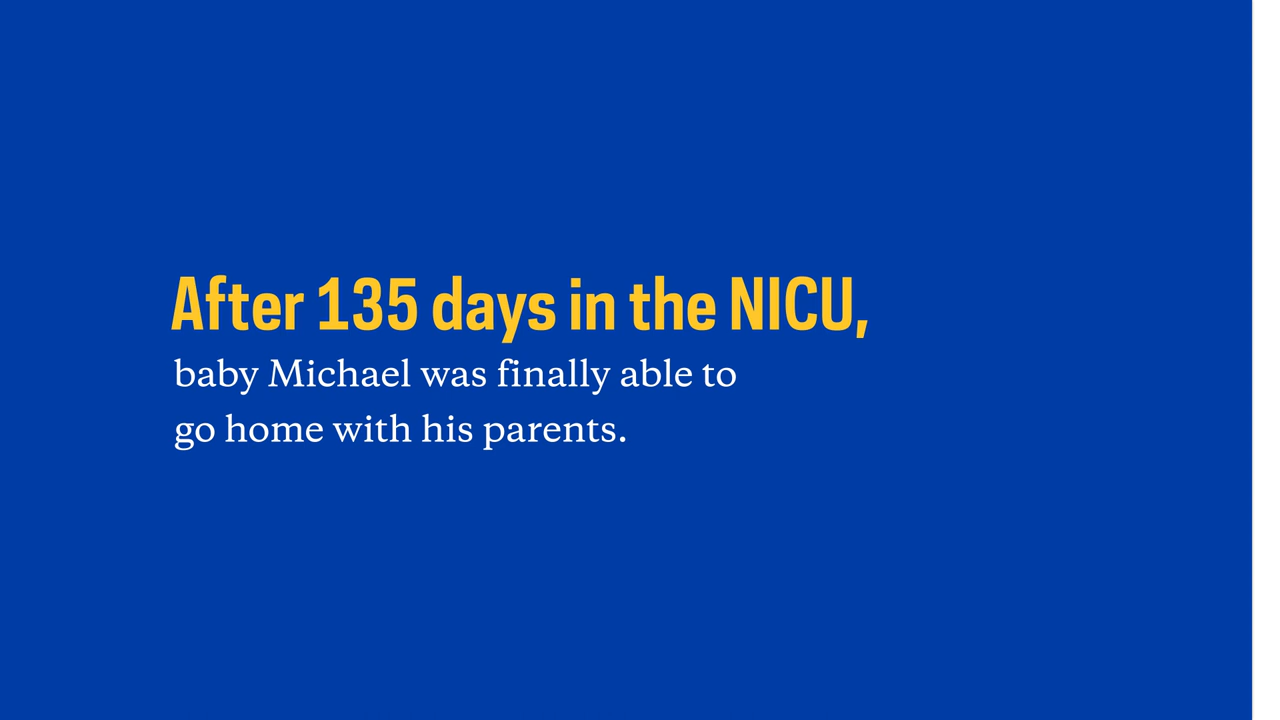 After 135 days in the NICU,
baby Michael was finally able to
go home with his parents.